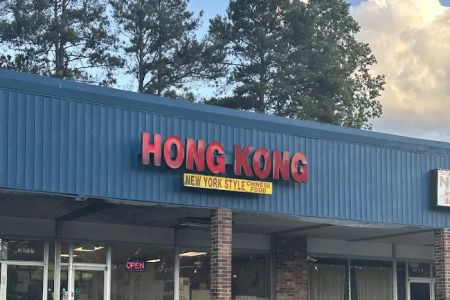 HONG KONG
NEW YORK STYLE CHINESE FOOD
OPEN